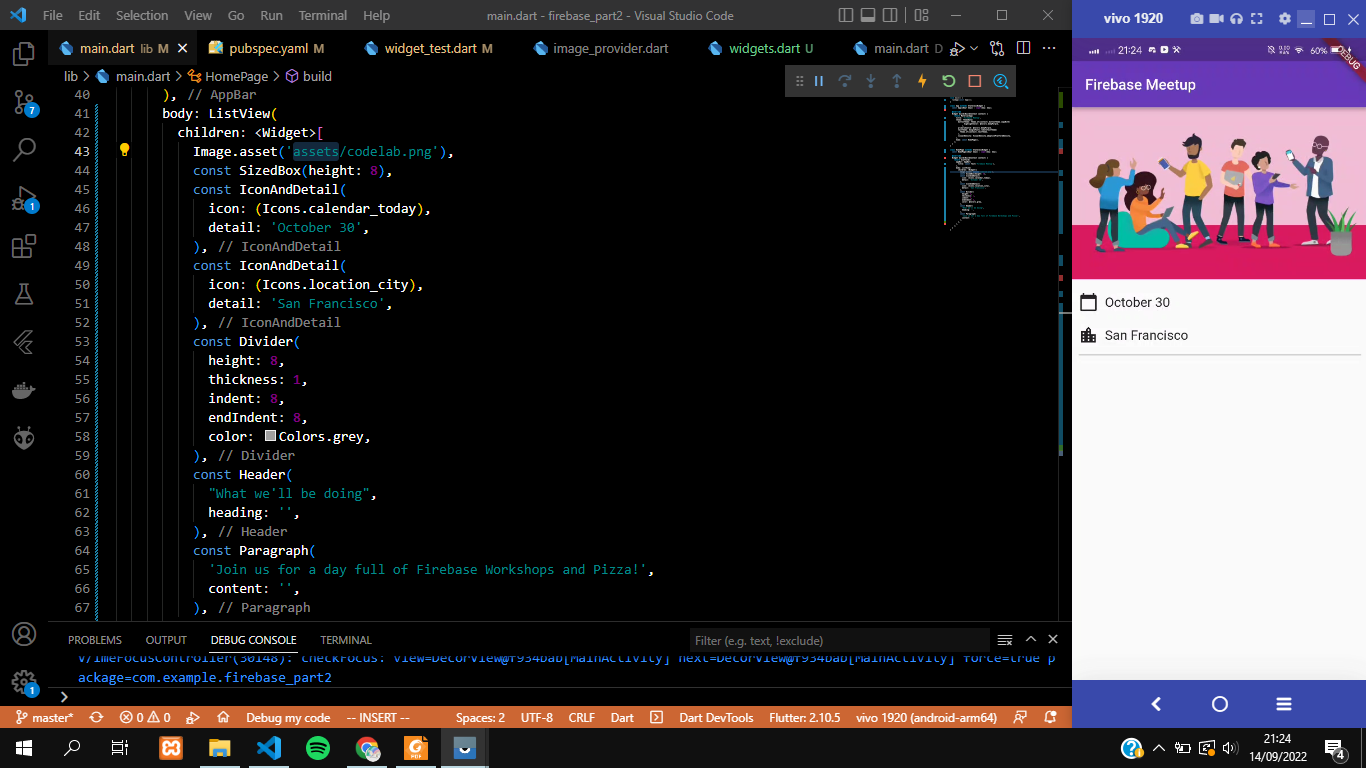 File Edit Selection View Go Run Terminal Help
main.dart - firebase_part2 - Visual Studio Code
main.dart lib M
pubspec.yaml M
widget_test.dart M
image_provider.dart
widgets.dart U
main.dart D
lib > main.dart > HomePage > build
40 ), // AppBar
41 body: ListView(
42 children: <Widget>[
43 Image.asset('assets/codelab.png'),
44 const SizedBox(height: 8),
45 const IconAndDetail(
46 icon: (Icons.calendar_today),
47 detail: 'October 30',
48 ), // IconAndDetail
49 const IconAndDetail(
50 icon: (Icons.location_city),
51 detail: 'San Francisco',
52 ), // IconAndDetail
53 const Divider(
54 height: 8,
55 thickness: 1,
56 indent: 8,
57 endIndent: 8,
58 color: Colors.grey,
59 ), // Divider
60 const Header(
61 "What we'll be doing",
62 heading: '',
63 ), // Header
64 const Paragraph(
65 'Join us for a day full of Firebase Workshops and Pizza!',
66 content: '',
67 ), // Paragraph
7
1
1
PROBLEMS OUTPUT DEBUG CONSOLE TERMINAL
Filter (e.g. text, !exclude)
V/ImeFocusController(30148): checkFocus: view=DecorView@f934bab[MainActivity] next=DecorView@f934bab[MainActivity] force=true p
ackage=com.example.firebase_part2
master* 0 0 Debug my code -- INSERT -- Spaces: 2 UTF-8 CRLF Dart Dart DevTools Flutter: 2.10.5 vivo 1920 (android-arm64)
vivo 1920
21:24 60%
DEBUG
Firebase Meetup
October 30
San Francisco
21:24
14/09/2022
4